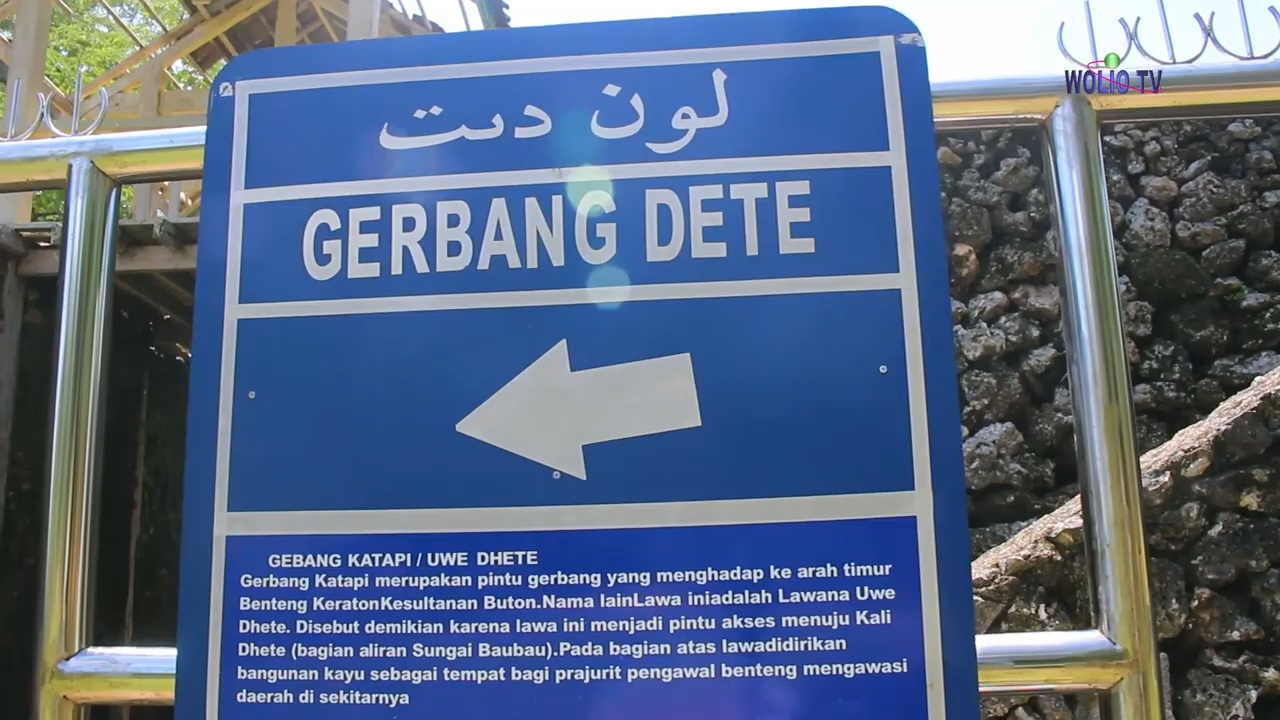 لون دىت
WOLIO TV
GERBANG DETE
GEBANG KATAPI / UWE DHETE
Gerbang Katapi merupakan pintu gerbang yang menghadap ke arah timur
Benteng KeratonKesultanan Buton.Nama lainLawa iniadalah Lawana Uwe
Dhete. Disebut demikian karena lawa ini menjadi pintu akses menuju Kali
Dhete (bagian aliran Sungai Baubau).Pada bagian atas lawadidirikan
bangunan kayu sebagai tempat bagi prajurit pengawal benteng mengawasi
daerah di sekitarnya